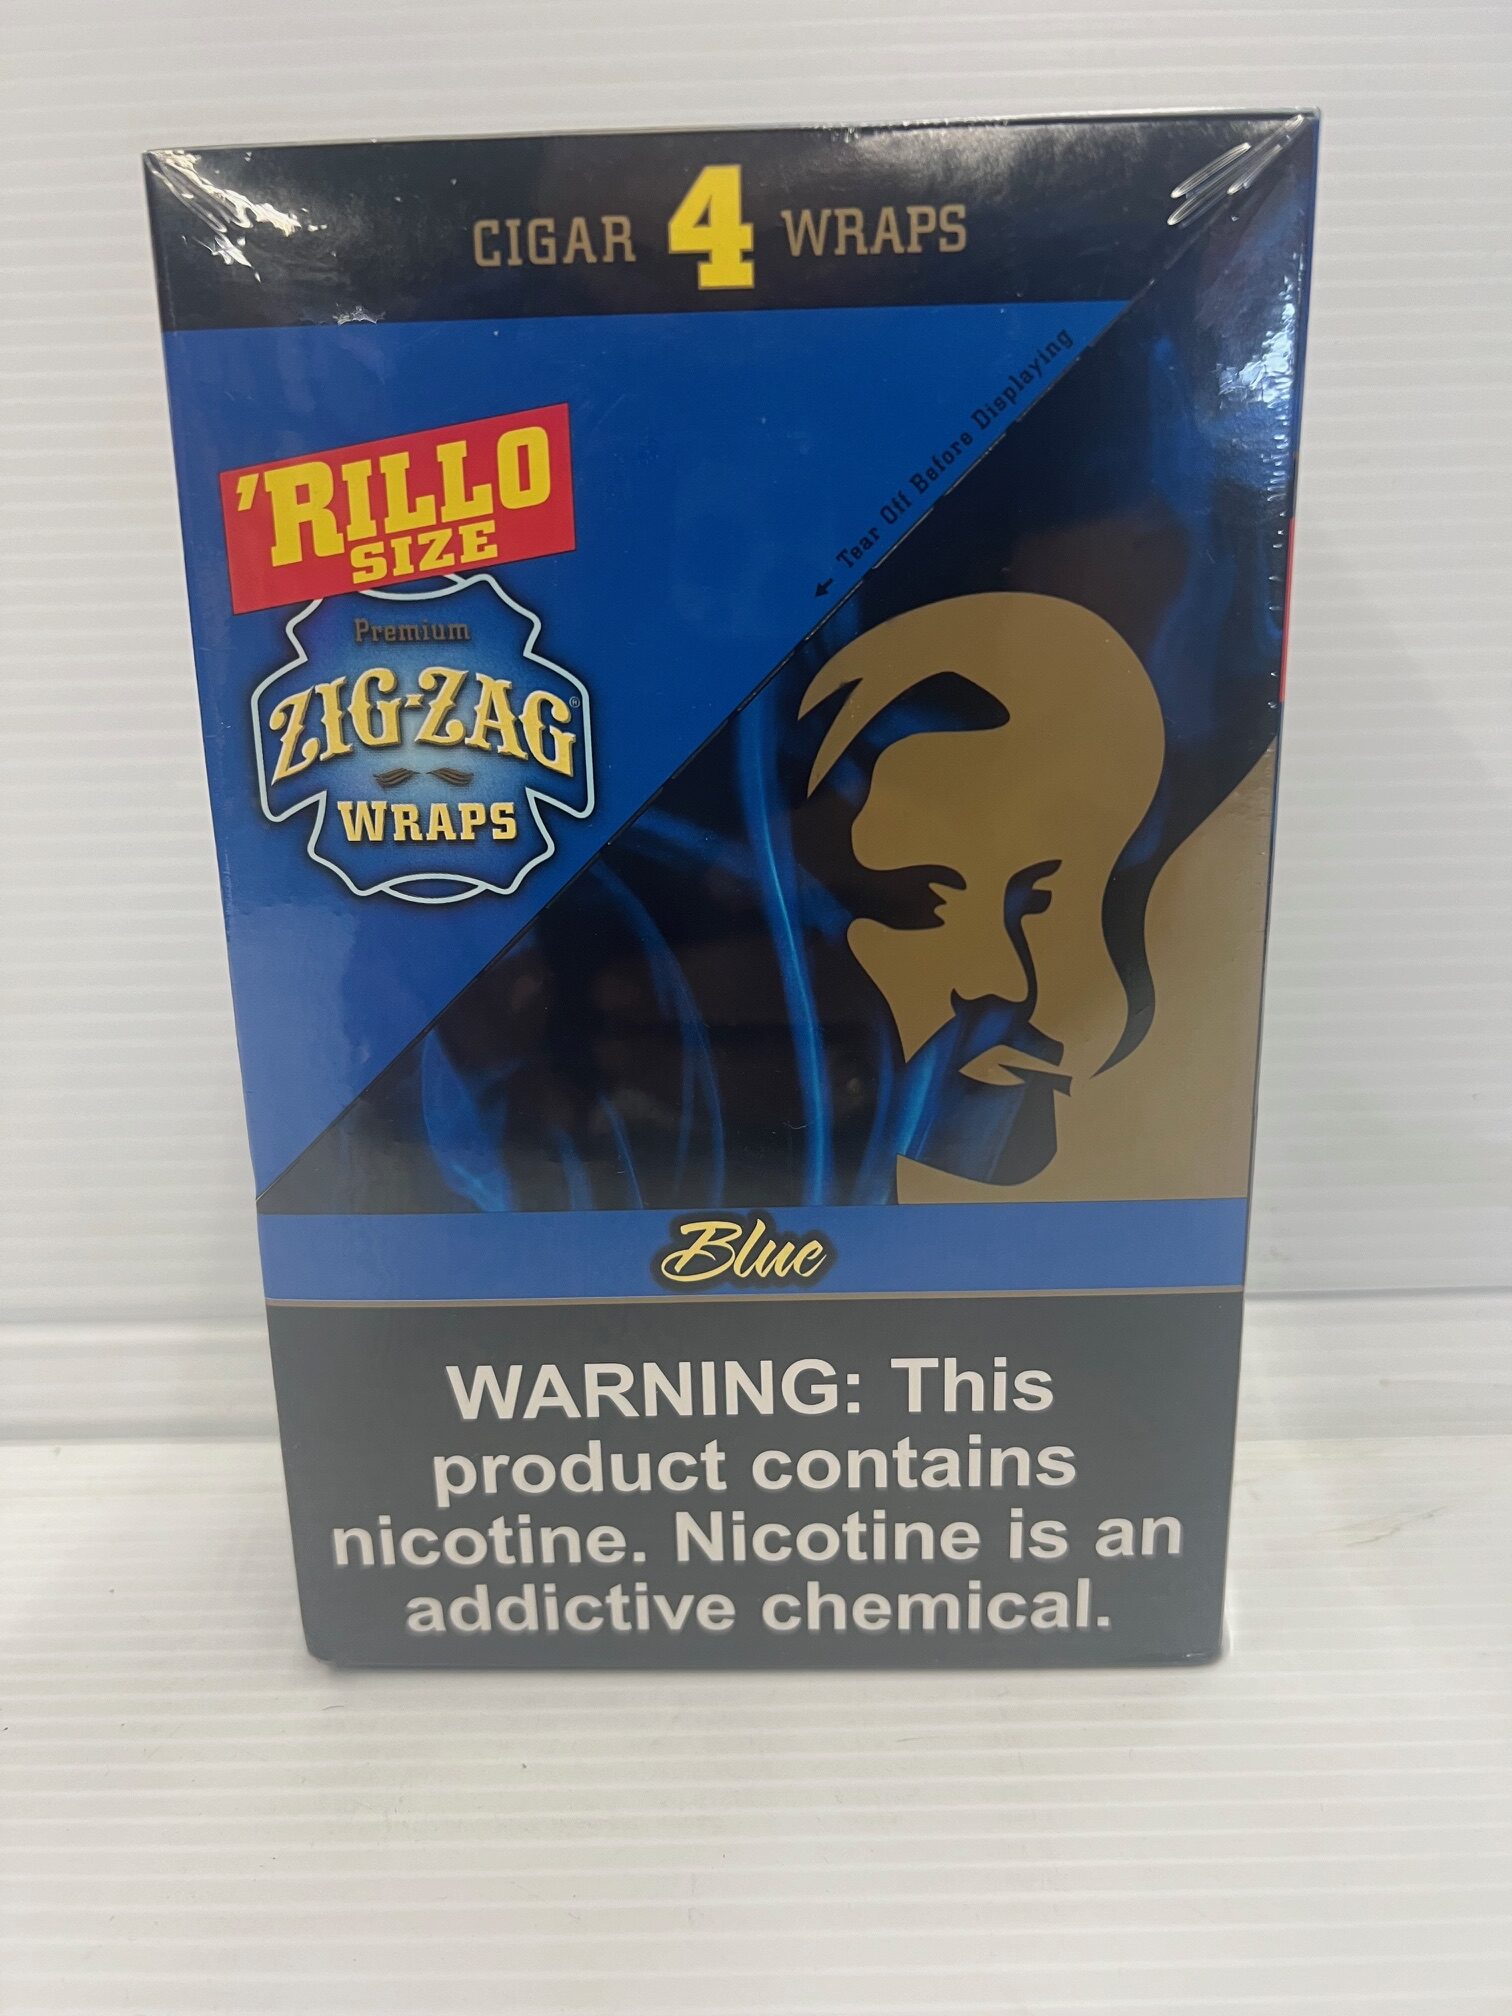 CIGAR 4 WRAPS
← Tear Off Before Displaying
'RILLO
SIZE
Premium
ZIG-ZAG®
WRAPS
Blue
WARNING: This
product contains
nicotine. Nicotine is an
addictive chemical.